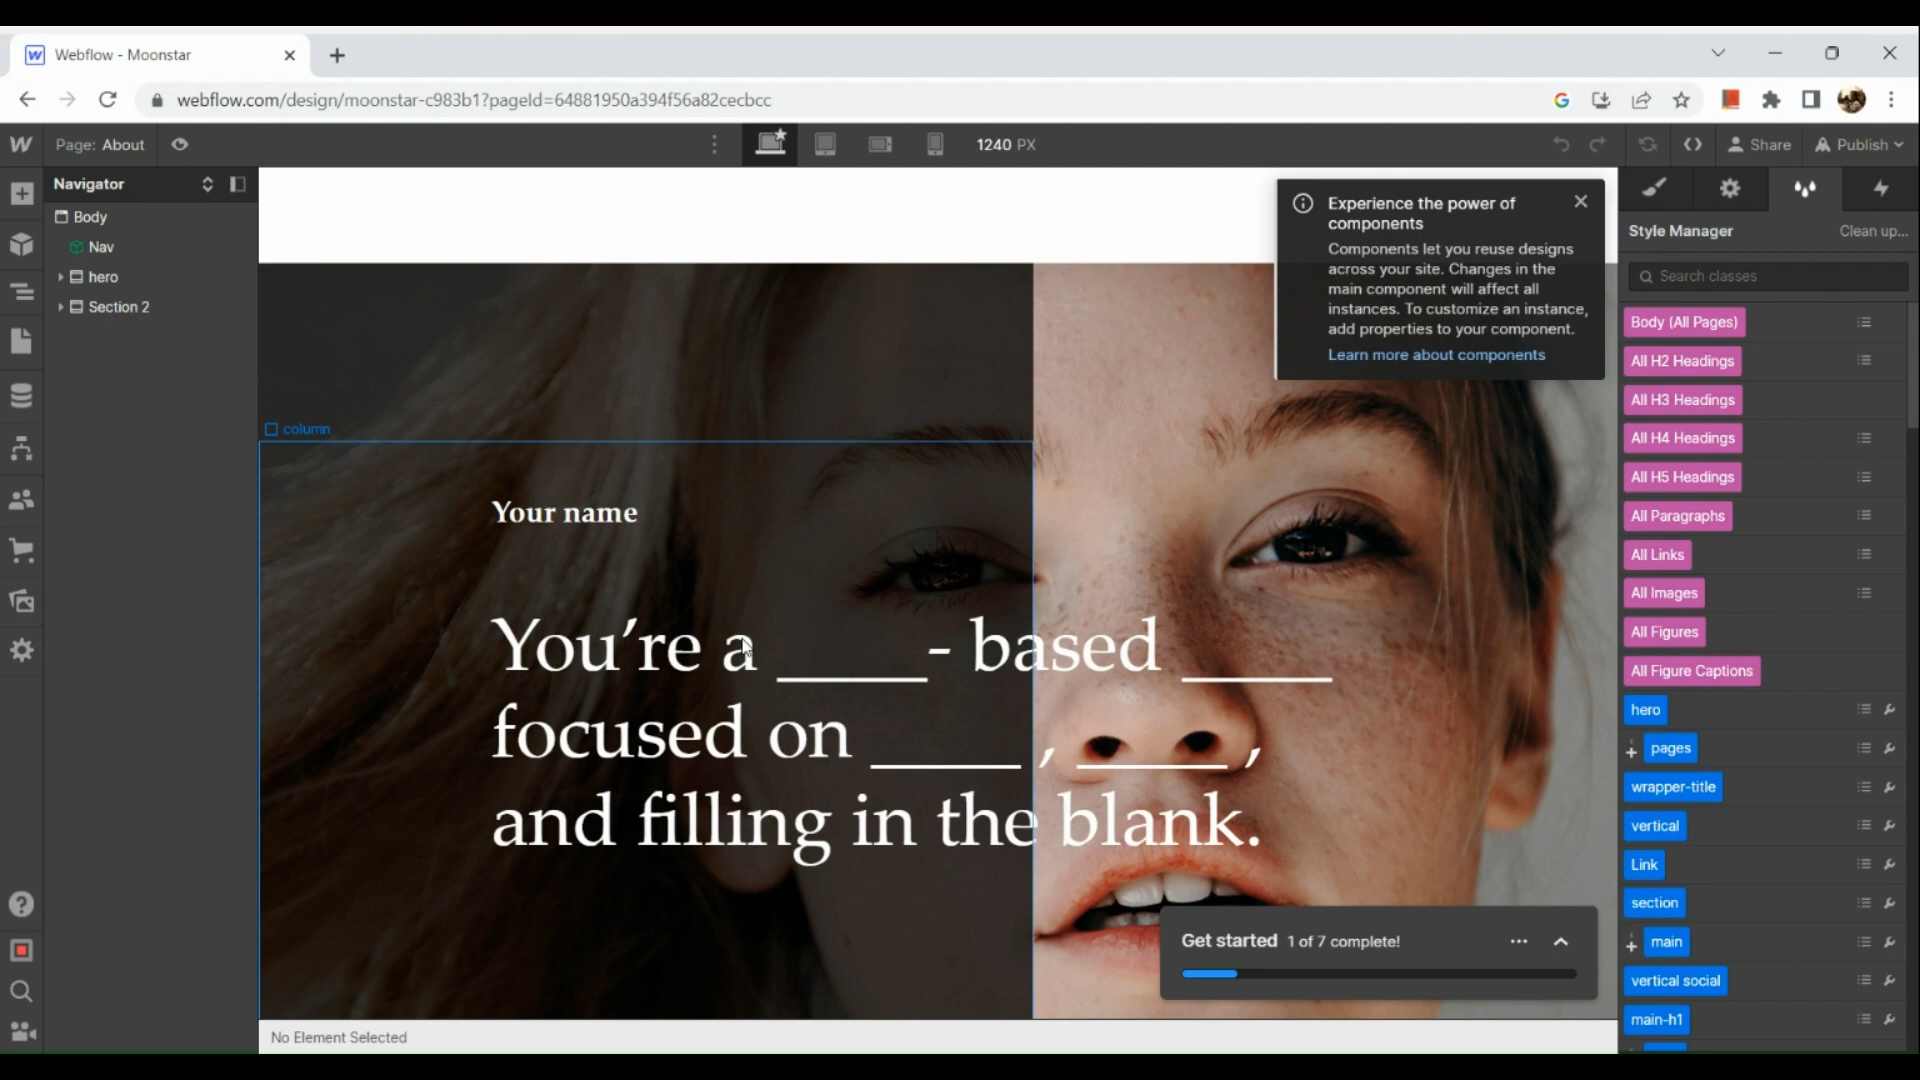 Webflow - Moonstar
webflow.com/design/moonstar-c983b1?pageId=64881950a394f56a82cecbcc
Page: About
1240 PX
Share
Publish
Navigator
Body
Nav
hero
Section 2
column
Your name
You're a _____- based _____
focused on _____ , _____ ,
and filling in the blank.
Experience the power of
components
Components let you reuse designs
across your site. Changes in the
main component will affect all
instances. To customize an instance,
add properties to your component.
Learn more about components
Get started 1 of 7 complete!
No Element Selected
Style Manager
Clean up...
Search classes
Body (All Pages)
All H2 Headings
All H3 Headings
All H4 Headings
All H5 Headings
All Paragraphs
All Links
All Images
All Figures
All Figure Captions
hero
pages
wrapper-title
vertical
Link
section
main
vertical social
main-h1